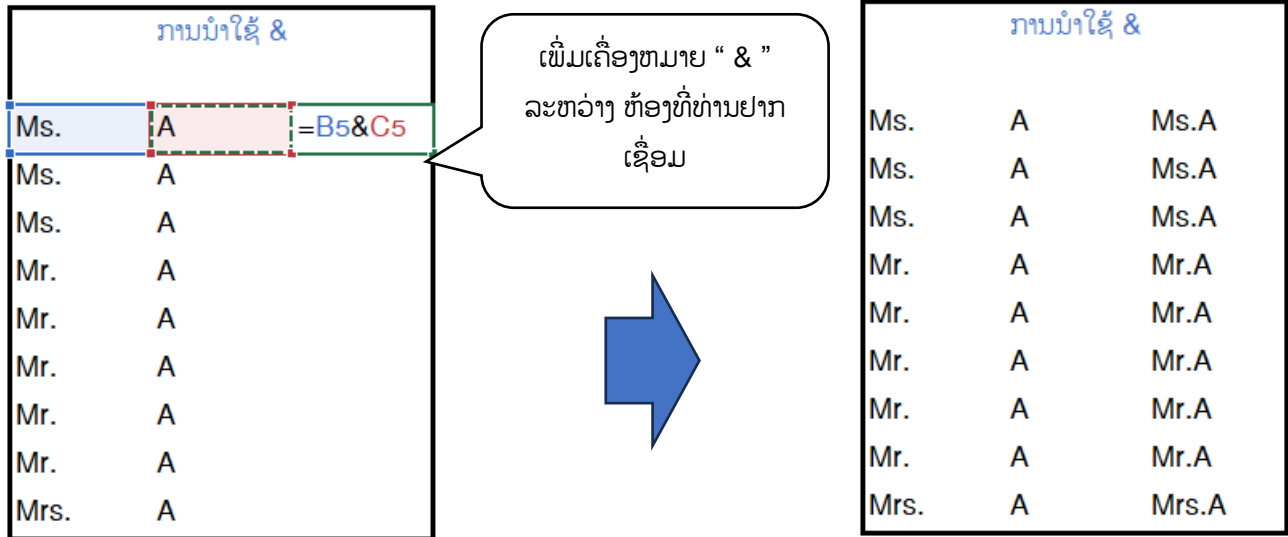 ການນຳໃຊ້ &
Ms. A =B5&C5
Ms. A
Ms. A
Mr. A
Mr. A
Mr. A
Mr. A
Mr. A
Mrs. A
ເພີ່ມເຄື່ອງຫມາຍ “ & ”
ລະຫວ່າງ ຫ້ອງທີ່ທ່ານຢາກ
ເຊື່ອມ
ການນຳໃຊ້ &
Ms. A Ms.A
Ms. A Ms.A
Ms. A Ms.A
Mr. A Mr.A
Mr. A Mr.A
Mr. A Mr.A
Mr. A Mr.A
Mr. A Mr.A
Mrs. A Mrs.A